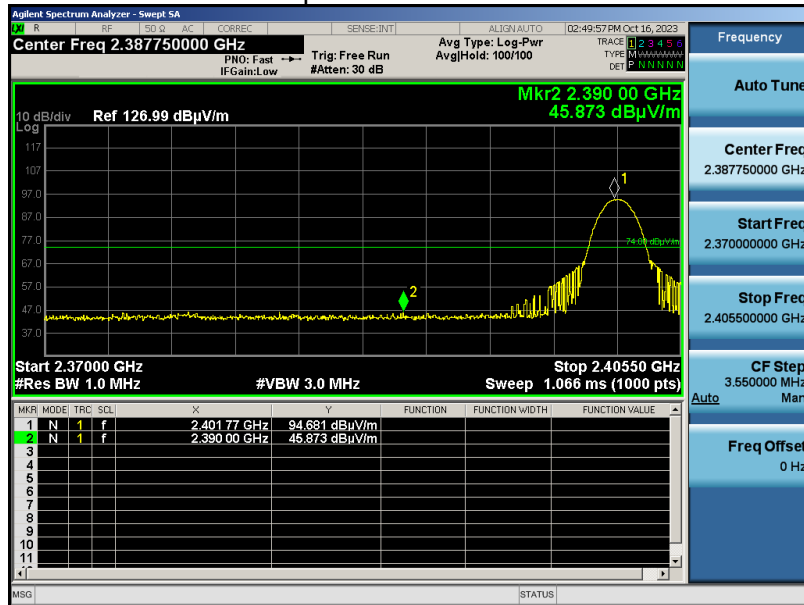 Agilent Spectrum Analyzer - Swept SA
LXI R RF 50 Ω AC CORREC SENSE:INT ALIGN AUTO 02:49:57 PM Oct 16, 2023
Center Freq 2.387750000 GHz
PNO: Fast
IFGain:Low
Trig: Free Run
#Atten: 30 dB
Avg Type: Log-Pwr
Avg|Hold: 100/100
TRACE 1 2 3 4 5 6
TYPE M
DET P N N N N N
Mkr2 2.390 00 GHz
45.873 dBµV/m
10 dB/div Ref 126.99 dBµV/m
Log
117
107
97.0
87.0
77.0
67.0
57.0
47.0
37.0
1
2
74.00 dBµV/m
Start 2.37000 GHz Stop 2.40550 GHz
#Res BW 1.0 MHz #VBW 3.0 MHz Sweep 1.066 ms (1000 pts)
MKR MODE TRC SCL X Y FUNCTION FUNCTION WIDTH FUNCTION VALUE
1 N 1 f 2.401 77 GHz 94.681 dBµV/m
2 N 1 f 2.390 00 GHz 45.873 dBµV/m
3
4
5
6
7
8
9
10
11
MSG STATUS
Frequency
Auto Tune
Center Freq
2.387750000 GHz
Start Freq
2.370000000 GHz
Stop Freq
2.405500000 GHz
CF Step
3.550000 MHz
Auto Man
Freq Offset
0 Hz